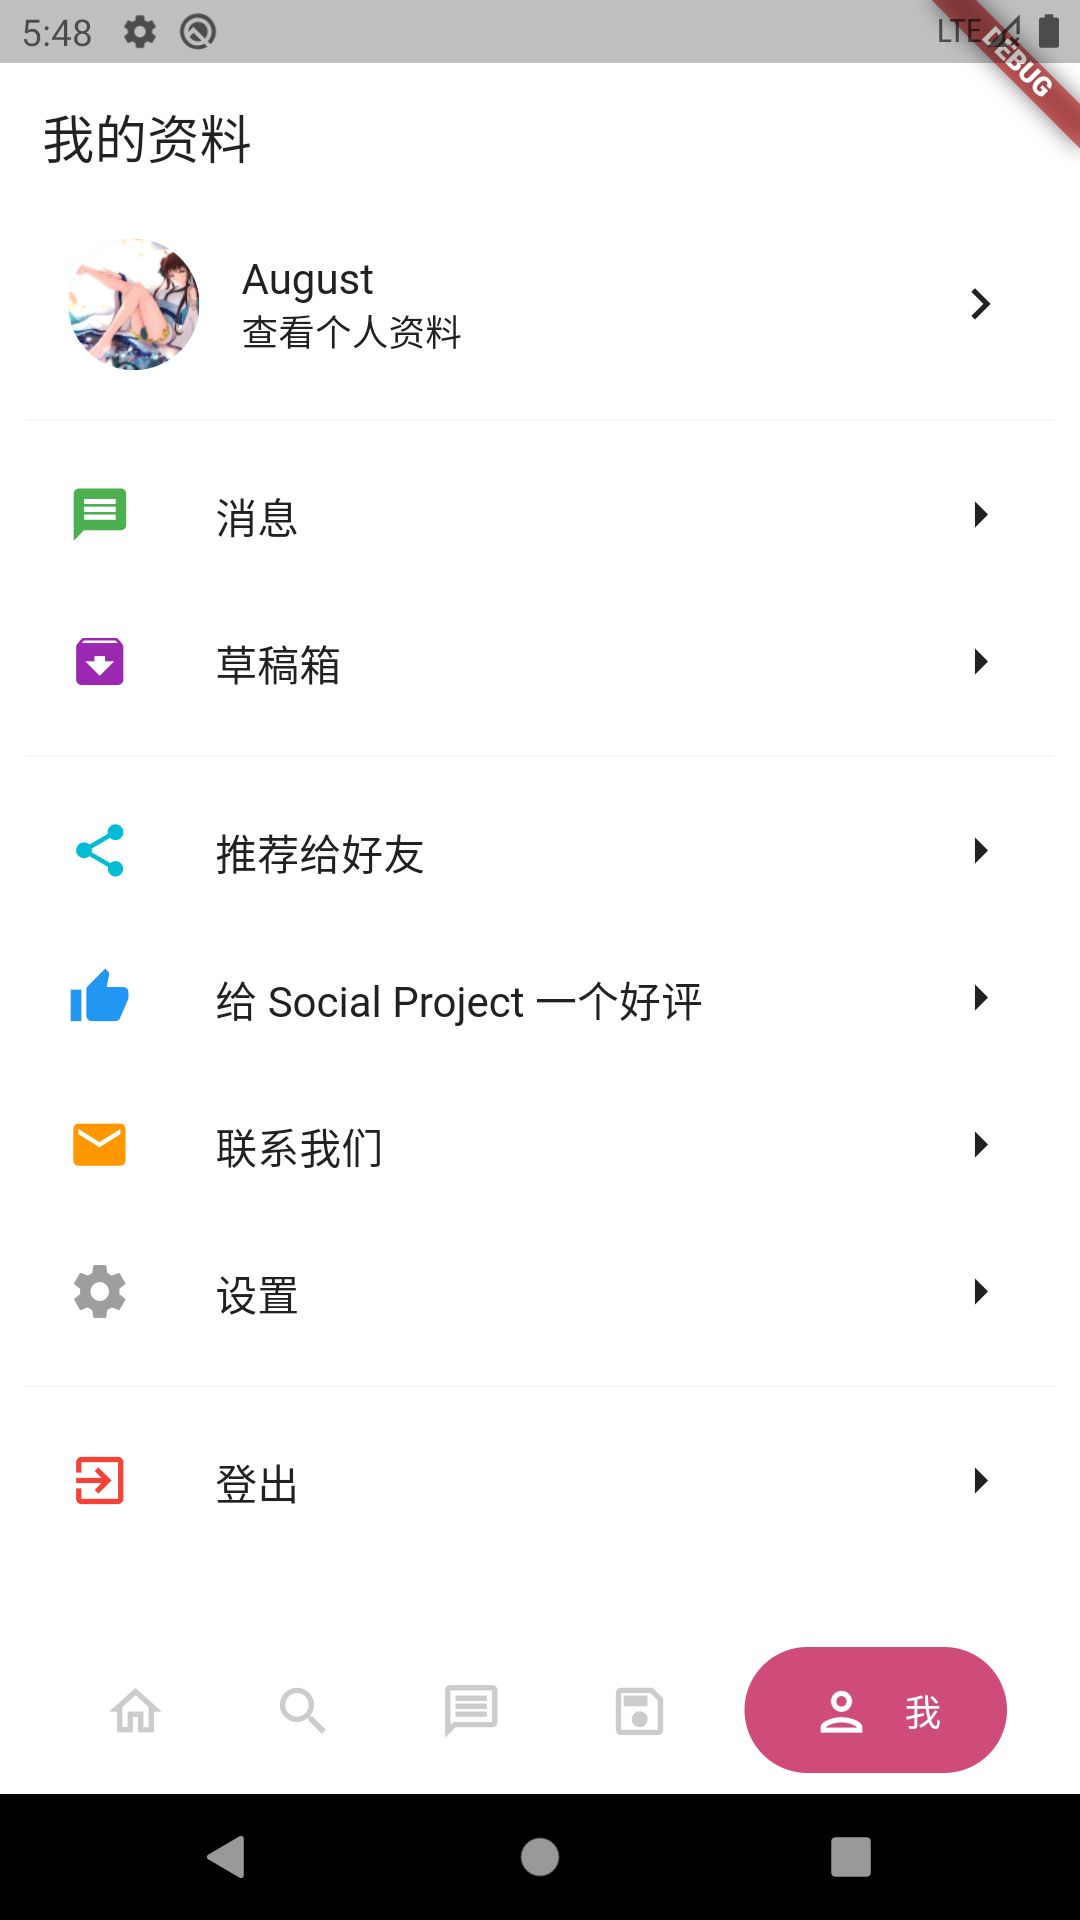 5:48
LTE
DEBUG
我的资料
August
查看个人资料
消息
草稿箱
推荐给好友
给 Social Project 一个好评
联系我们
设置
登出
我